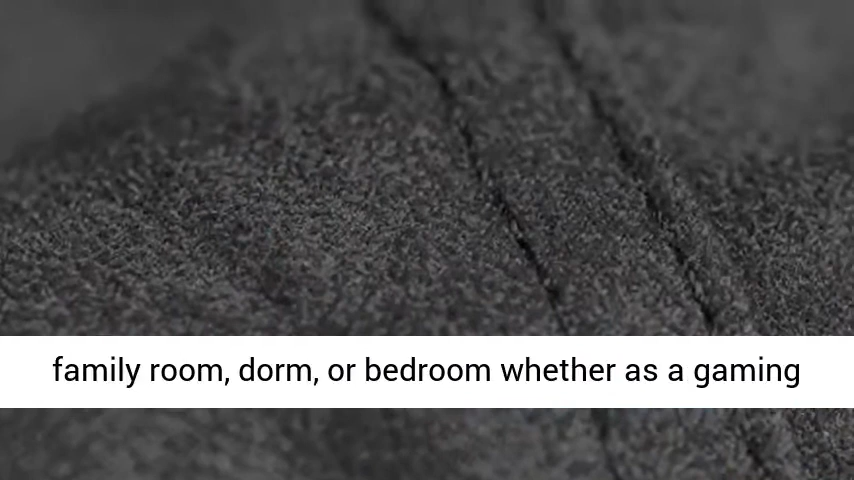 family room, dorm, or bedroom whether as a gaming